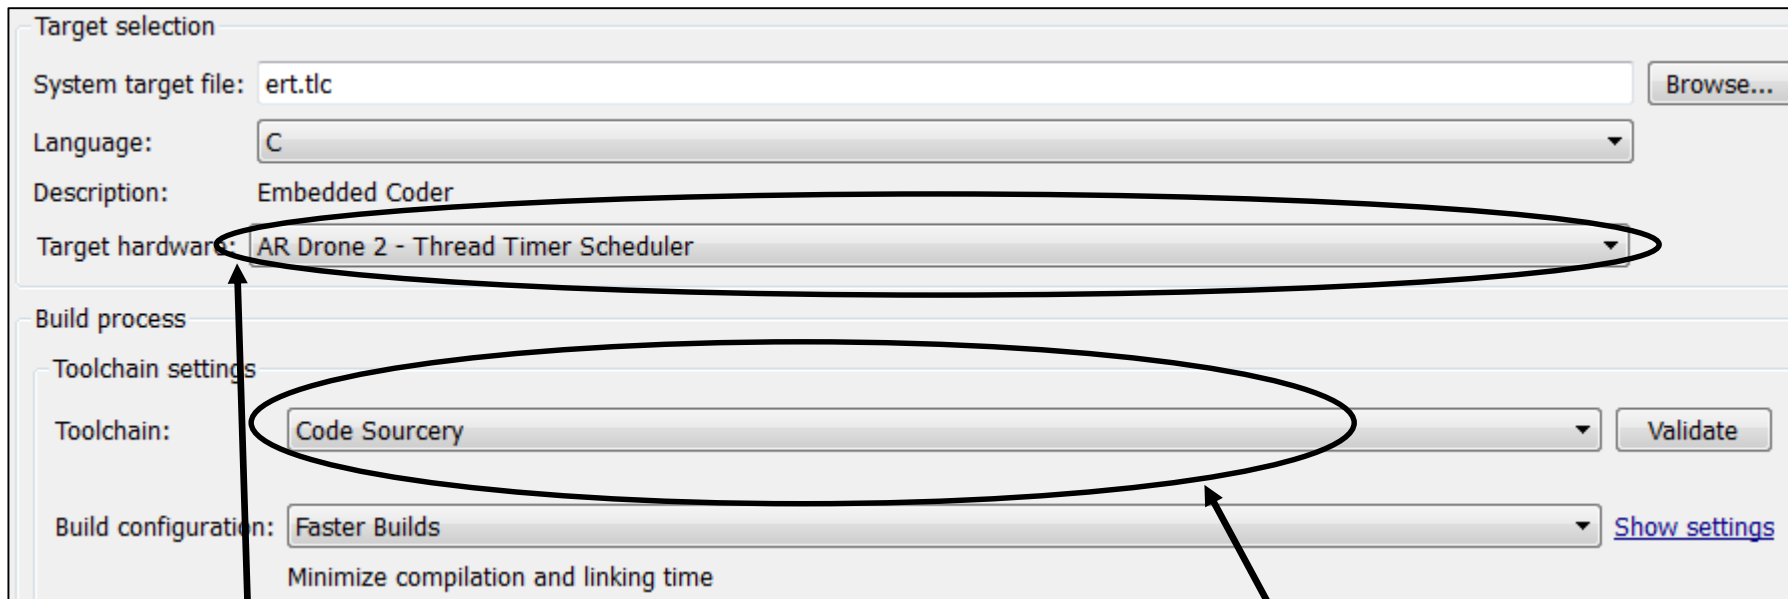 Target selection
System target file: ert.tlc Browse...
Language: C
Description: Embedded Coder
Target hardware: AR Drone 2 - Thread Timer Scheduler
Build process
Toolchain settings
Toolchain: Code Sourcery Validate
Build configuration: Faster Builds Show settings
Minimize compilation and linking time